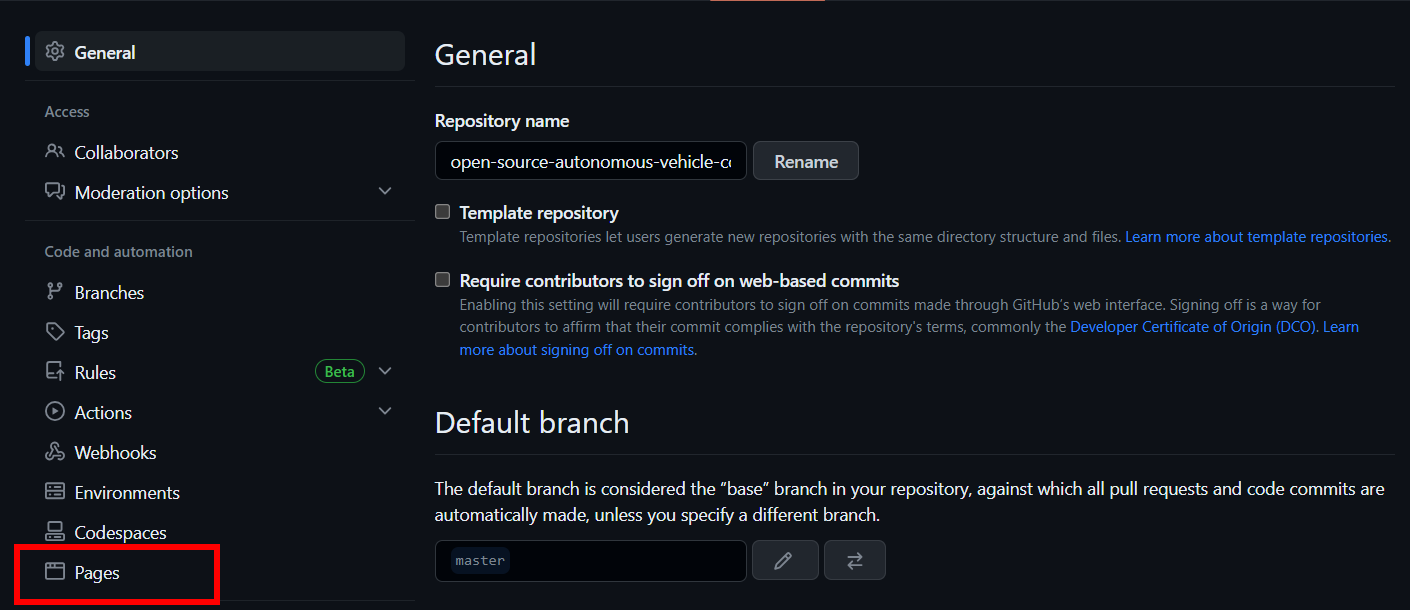 General
Access
Collaborators
Moderation options
Code and automation
Branches
Tags
Rules Beta
Actions
Webhooks
Environments
Codespaces
Pages
General
Repository name
open-source-autonomous-vehicle-co Rename
Template repository
Template repositories let users generate new repositories with the same directory structure and files. Learn more about template repositories.
Require contributors to sign off on web-based commits
Enabling this setting will require contributors to sign off on commits made through GitHub’s web interface. Signing off is a way for
contributors to affirm that their commit complies with the repository's terms, commonly the Developer Certificate of Origin (DCO). Learn
more about signing off on commits.
Default branch
The default branch is considered the “base” branch in your repository, against which all pull requests and code commits are
automatically made, unless you specify a different branch.
master